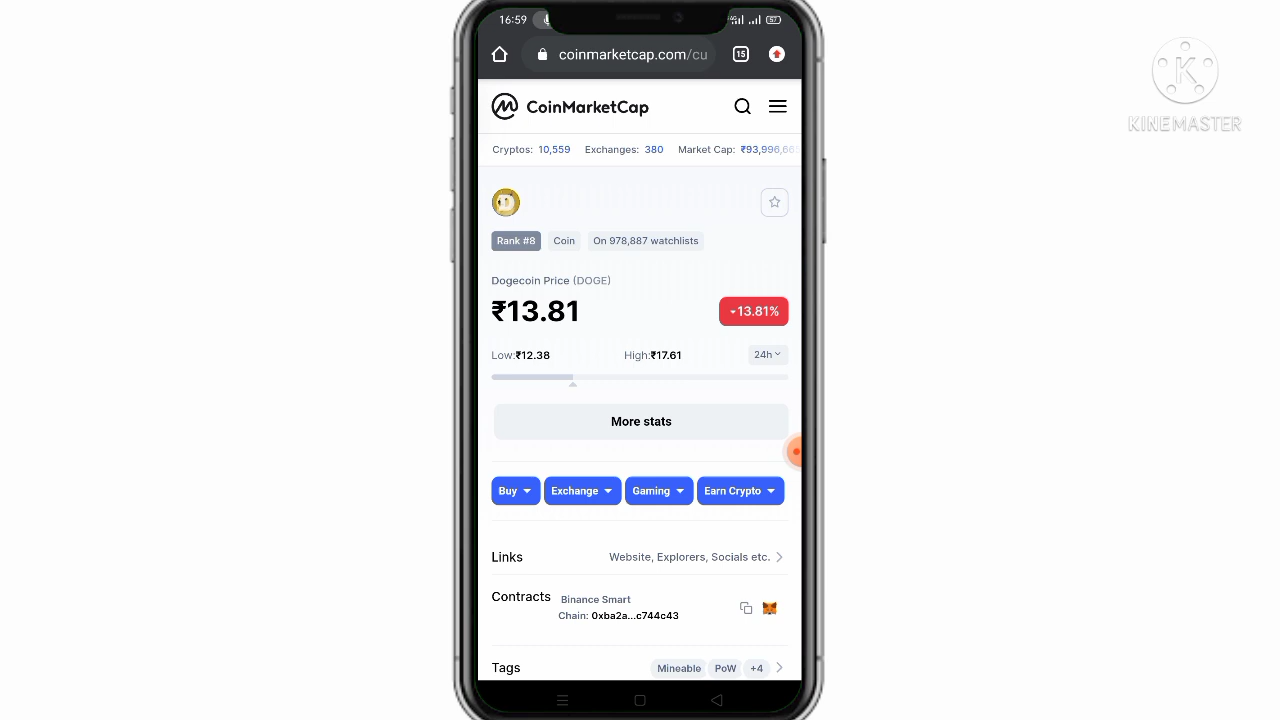 16:59
57
coinmarketcap.com/cu
15
CoinMarketCap
Cryptos: 10,559 Exchanges: 380 Market Cap: ₹93,996,66
K
KINEMASTER
Rank #8 Coin On 978,887 watchlists
Dogecoin Price (DOGE)
₹13.81 13.81%
Low:₹12.38 High:₹17.61 24h
More stats
Buy Exchange Gaming Earn Crypto
Links Website, Explorers, Socials etc.
Contracts Binance Smart
Chain: 0xba2a...c744c43
Tags Mineable PoW +4